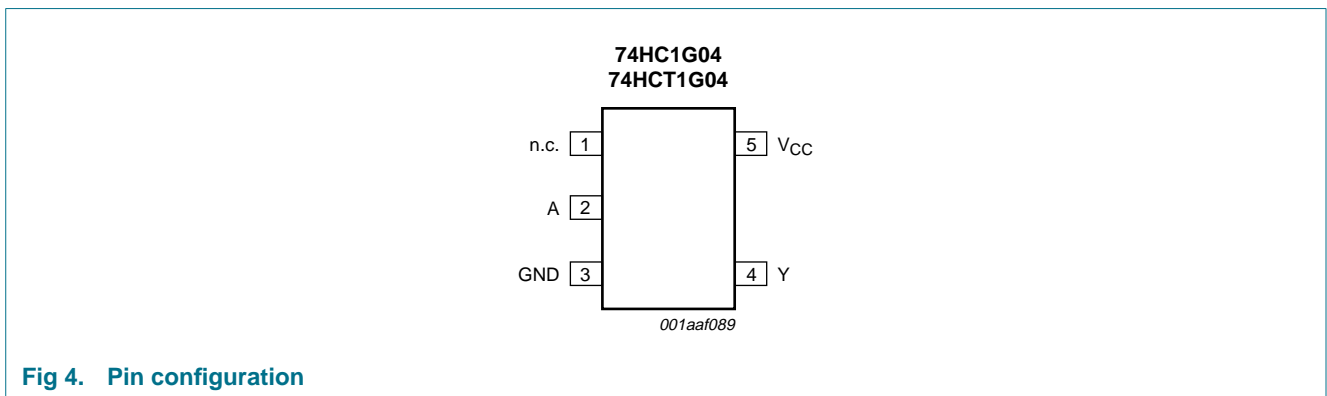 74HC1G04
74HCT1G04
n.c. 1
5 VCC
A 2
GND 3
4 Y
001aaf089
Fig 4. Pin configuration